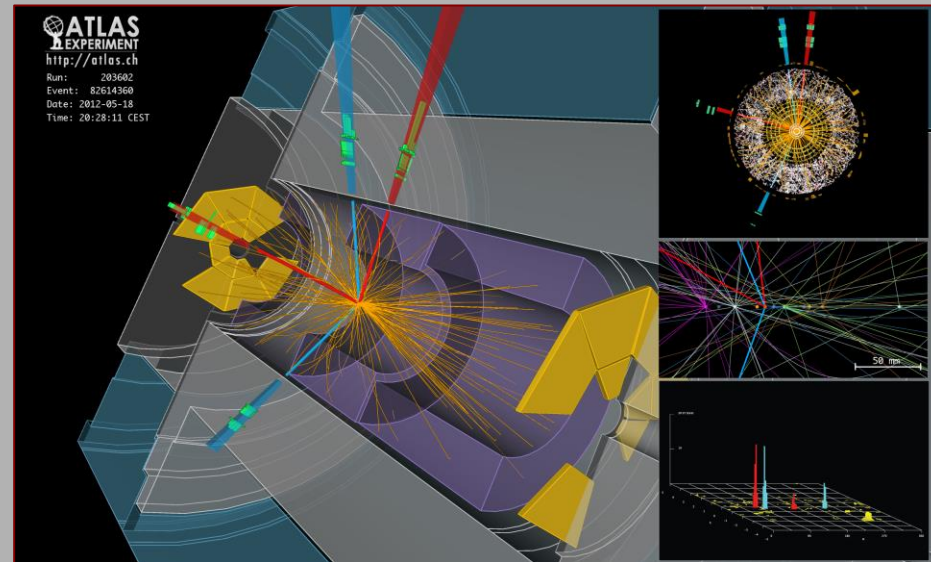 ATLAS
EXPERIMENT
http://atlas.ch
Run: 203602
Event: 82614360
Date: 2012-05-18
Time: 20:28:11 CEST
50 mm